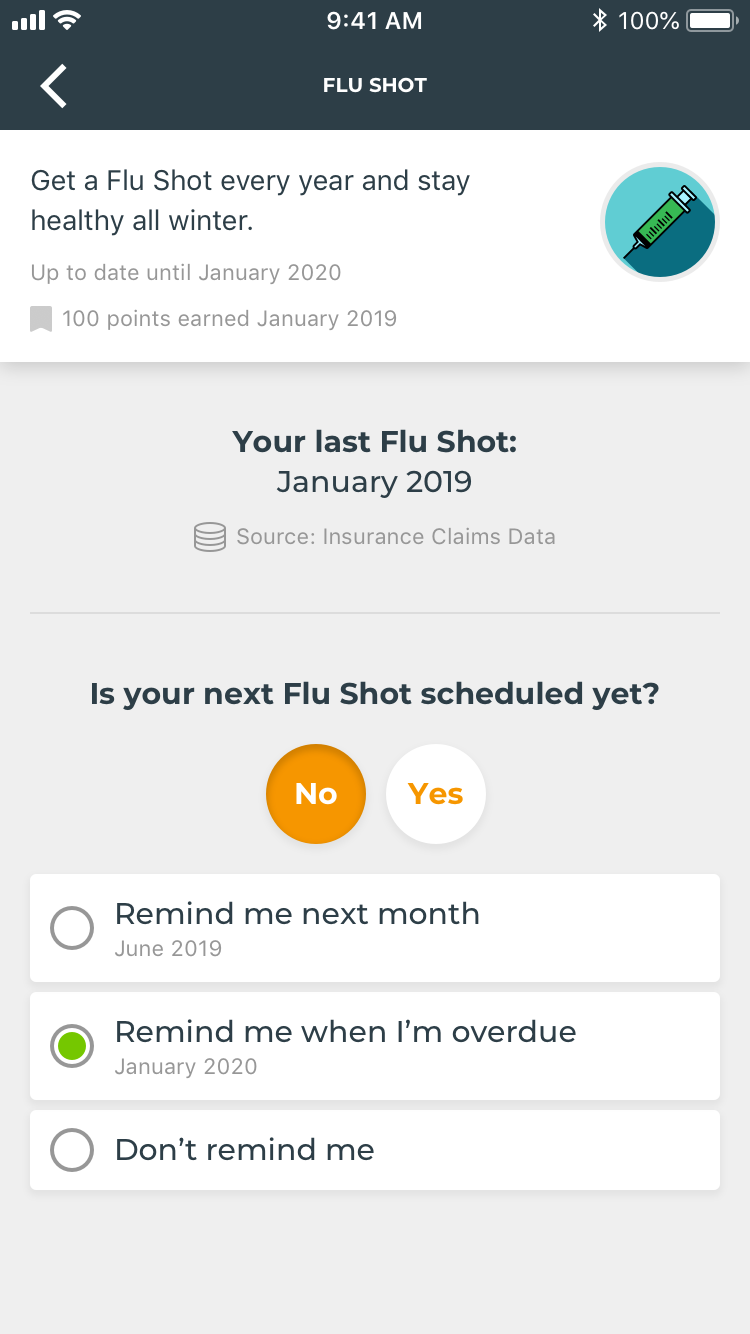 9:41 AM
100%
FLU SHOT
Get a Flu Shot every year and stay
healthy all winter.
Up to date until January 2020
100 points earned January 2019
Your last Flu Shot:
January 2019
Source: Insurance Claims Data
Is your next Flu Shot scheduled yet?
No
Yes
Remind me next month
June 2019
Remind me when I’m overdue
January 2020
Don’t remind me